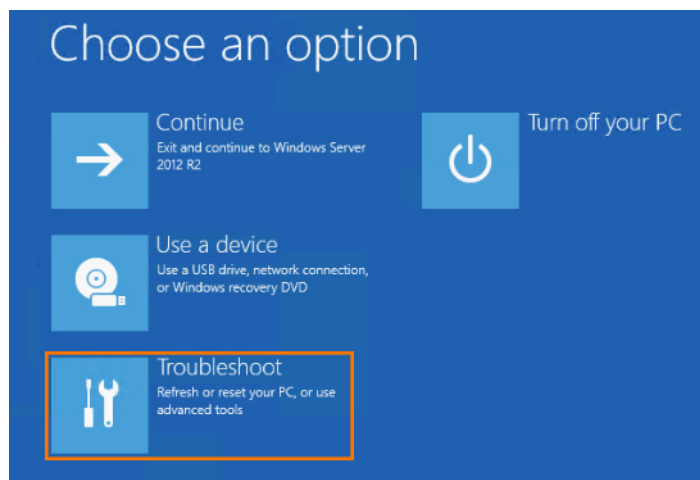 Choose an option
Continue
Exit and continue to Windows Server
2012 R2
Turn off your PC
Use a device
Use a USB drive, network connection,
or Windows recovery DVD
Troubleshoot
Refresh or reset your PC, or use
advanced tools